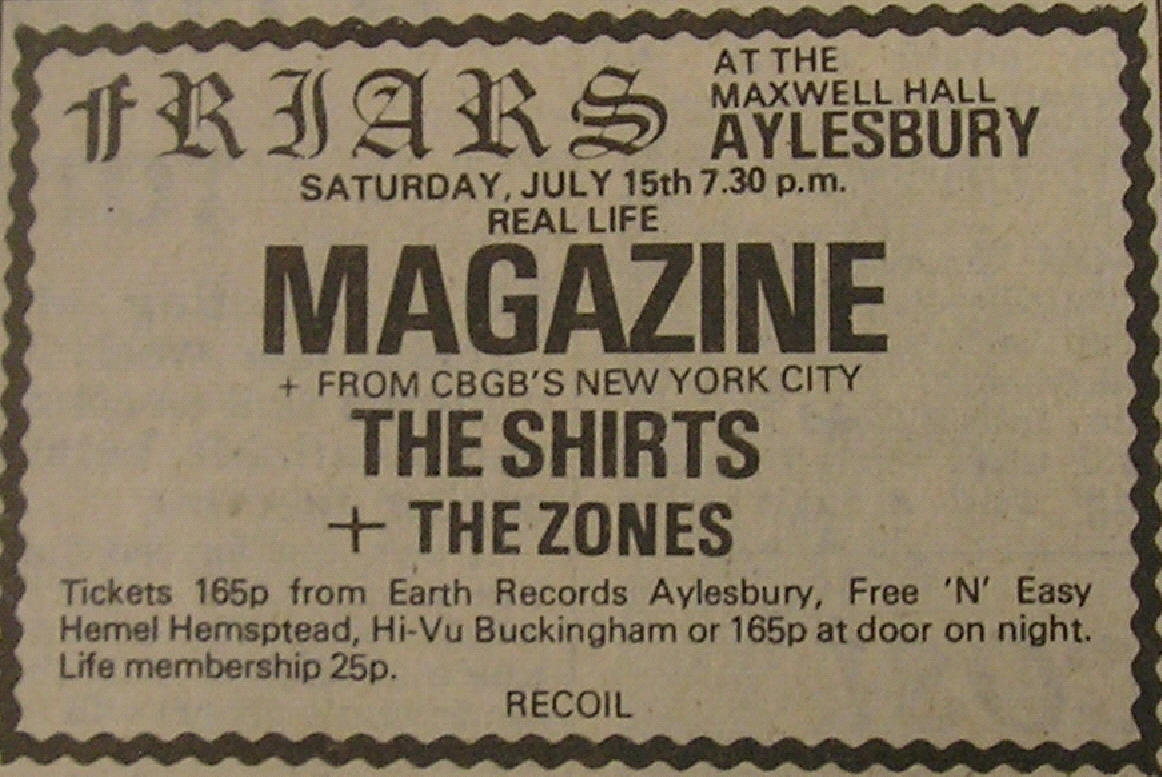 FRIARS
AT THE
MAXWELL HALL
AYLESBURY
SATURDAY, JULY 15th 7.30 p.m.
REAL LIFE
MAGAZINE
+ FROM CBGB'S NEW YORK CITY
THE SHIRTS
+ THE ZONES
Tickets 165p from Earth Records Aylesbury, Free 'N' Easy
Hemel Hemsptead, Hi-Vu Buckingham or 165p at door on night.
Life membership 25p.
RECOIL